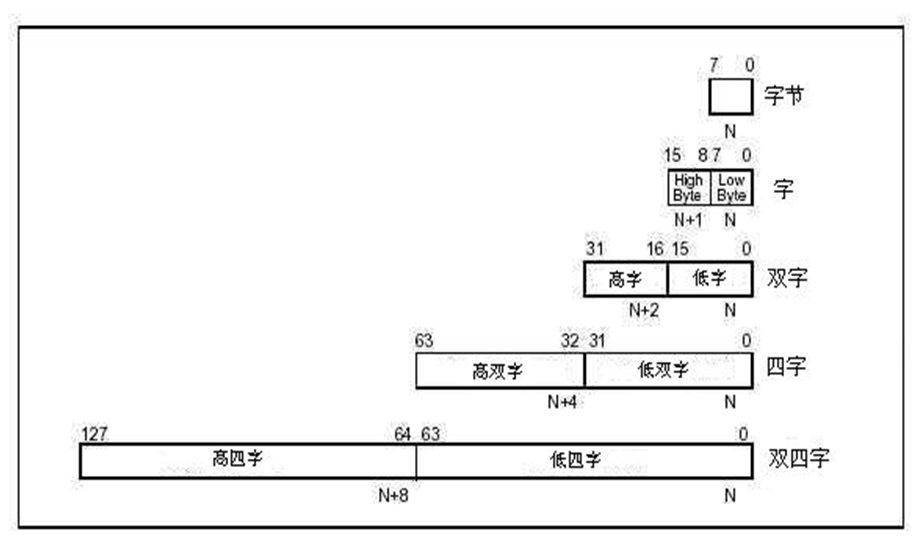 7 0
字节
N
15 8 7 0
High Byte Low Byte
字
N+1 N
31 16 15 0
高字 低字
双字
N+2 N
63 32 31 0
高双字 低双字
四字
N+4 N
127 64 63 0
高四字 低四字
双四字
N+8 N